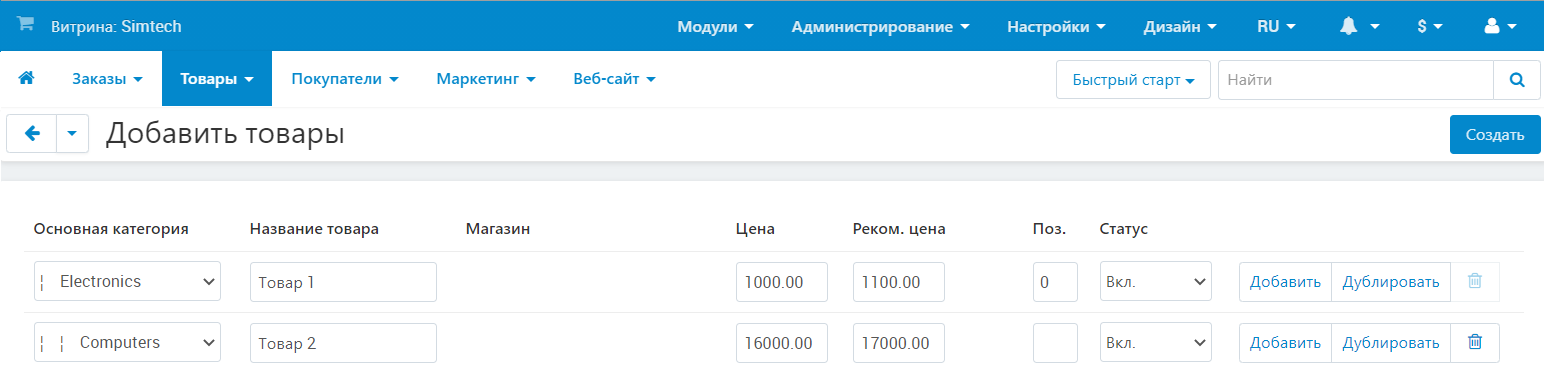 Витрина: Simtech Модули Администрирование Настройки Дизайн RU $
Заказы Товары Покупатели Маркетинг Веб-сайт Быстрый старт Найти
Добавить товары Создать
Основная категория Название товара Магазин Цена Реком. цена Поз. Статус
¦ Electronics Товар 1 1000.00 1100.00 0 Вкл. Добавить Дублировать
¦ ¦ Computers Товар 2 16000.00 17000.00 Вкл. Добавить Дублировать